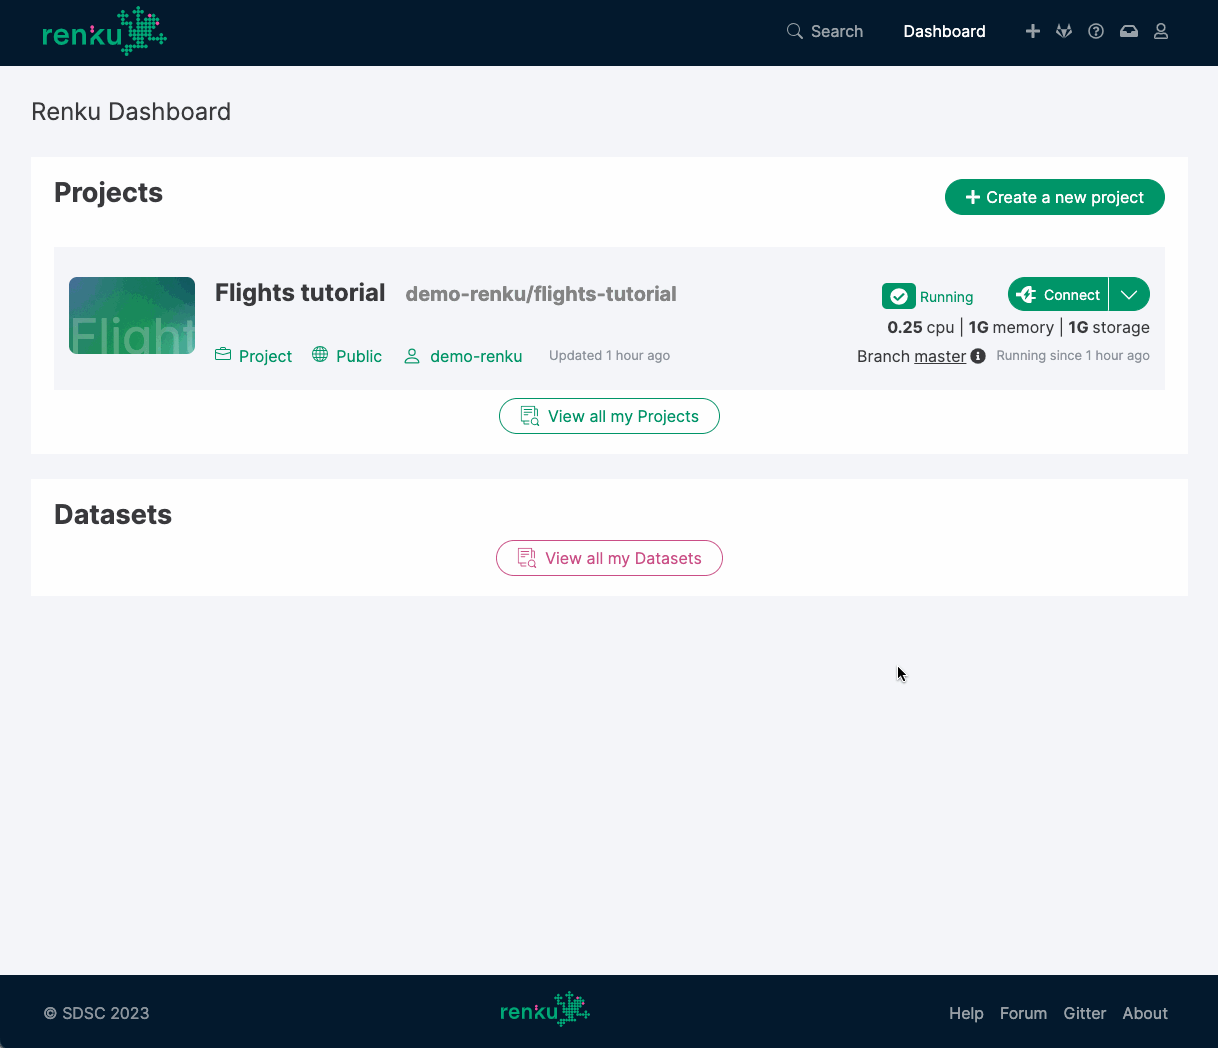 renku Search Dashboard
Renku Dashboard
Projects
Create a new project
Flight
Flights tutorial demo-renku/flights-tutorial
Running
Connect
0.25 cpu | 1G memory | 1G storage
Project Public demo-renku Updated 1 hour ago
Branch master Running since 1 hour ago
View all my Projects
Datasets
View all my Datasets
© SDSC 2023 renku Help Forum Gitter About